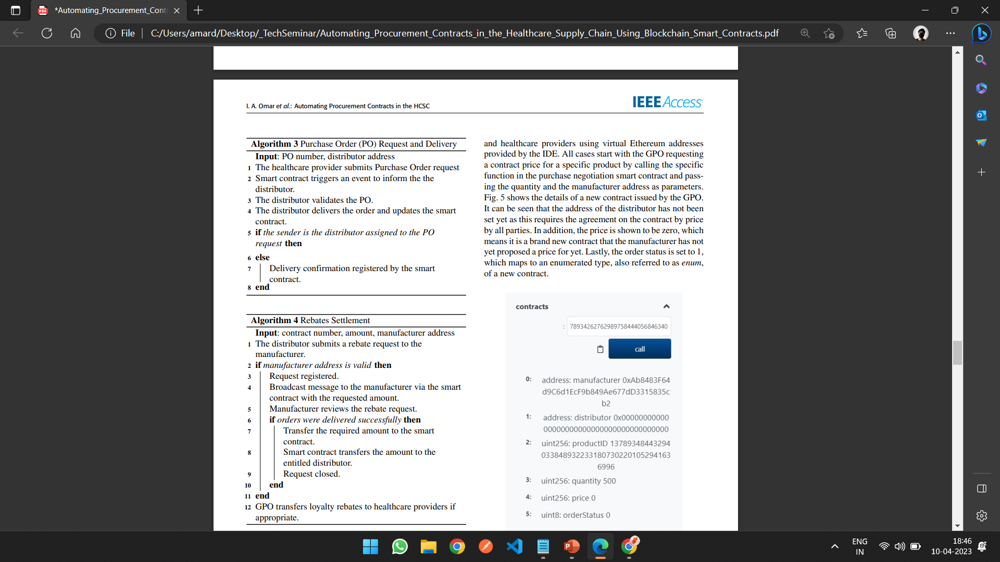 *Automating_Procurement_Cont
File
C:/Users/amard/Desktop/_TechSeminar/Automating_Procurement_Contracts_in_the_Healthcare_Supply_Chain_Using_Blockchain_Smart_Contracts.pdf
I. A. Omar et al.: Automating Procurement Contracts in the HCSC
IEEE Access
Algorithm 3 Purchase Order (PO) Request and Delivery
Input: PO number, distributor address
1 The healthcare provider submits Purchase Order request
2 Smart contract triggers an event to inform the the
distributor.
3 The distributor validates the PO.
4 The distributor delivers the order and updates the smart
contract.
5 if the sender is the distributor assigned to the PO
request then
6 else
7 Delivery confirmation registered by the smart
contract.
8 end
Algorithm 4 Rebates Settlement
Input: contract number, amount, manufacturer address
1 The distributor submits a rebate request to the
manufacturer.
2 if manufacturer address is valid then
3 Request registered.
4 Broadcast message to the manufacturer via the smart
contract with the requested amount.
5 Manufacturer reviews the rebate request.
6 if orders were delivered successfully then
7 Transfer the required amount to the smart
contract.
8 Smart contract transfers the amount to the
entitled distributor.
9 Request closed.
10 end
11 end
12 GPO transfers loyalty rebates to healthcare providers if
appropriate.
and healthcare providers using virtual Ethereum addresses
provided by the IDE. All cases start with the GPO requesting
a contract price for a specific product by calling the specific
function in the purchase negotiation smart contract and pass-
ing the quantity and the manufacturer address as parameters.
Fig. 5 shows the details of a new contract issued by the GPO.
It can be seen that the address of the distributor has not been
set yet as this requires the agreement on the contract by price
by all parties. In addition, the price is shown to be zero, which
means it is a brand new contract that the manufacturer has not
yet proposed a price for yet. Lastly, the order status is set to 1,
which maps to an enumerated type, also referred to as enum,
of a new contract.
contracts
: 78934262762989758444056846340
call
0: address: manufacturer 0xAb8483F64
d9C6d1EcF9b849Ae677dD3315835c
b2
1: address: distributor 0x00000000000
00000000000000000000000000000
2: uint256: productID 13789348443294
033848932233180730220105294163
6996
3: uint256: quantity 500
4: uint256: price 0
5: uint8: orderStatus 0
ENG
IN
18:46
10-04-2023